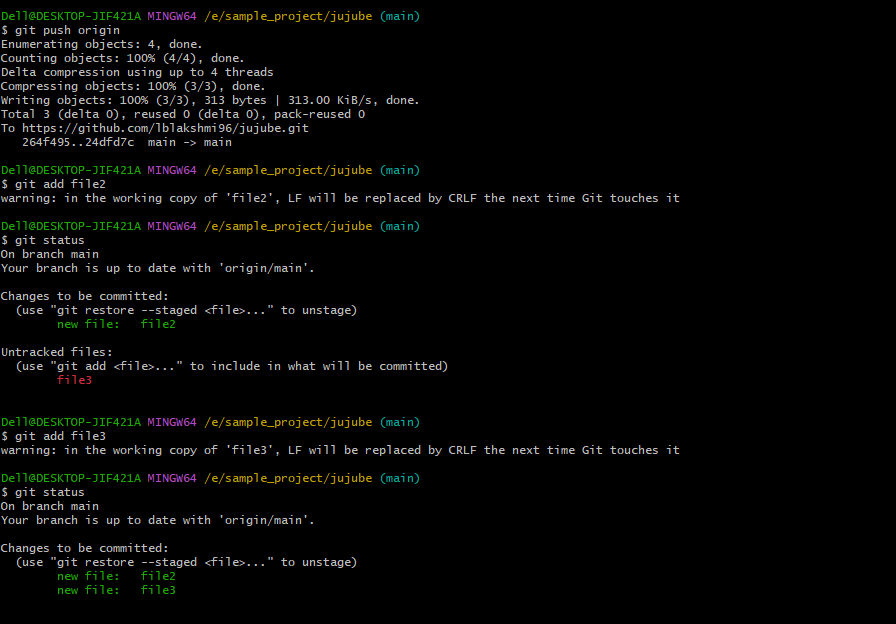 Dell@DESKTOP-JIF421A MINGW64 /e/sample_project/jujube (main)
$ git push origin
Enumerating objects: 4, done.
Counting objects: 100% (4/4), done.
Delta compression using up to 4 threads
Compressing objects: 100% (3/3), done.
Writing objects: 100% (3/3), 313 bytes | 313.00 KiB/s, done.
Total 3 (delta 0), reused 0 (delta 0), pack-reused 0
To https://github.com/lblakshmi96/jujube.git
   264f495..24dfd7c  main -> main
Dell@DESKTOP-JIF421A MINGW64 /e/sample_project/jujube (main)
$ git add file2
warning: in the working copy of 'file2', LF will be replaced by CRLF the next time Git touches it
Dell@DESKTOP-JIF421A MINGW64 /e/sample_project/jujube (main)
$ git status
On branch main
Your branch is up to date with 'origin/main'.
Changes to be committed:
  (use "git restore --staged <file>..." to unstage)
        new file:   file2
Untracked files:
  (use "git add <file>..." to include in what will be committed)
        file3
Dell@DESKTOP-JIF421A MINGW64 /e/sample_project/jujube (main)
$ git add file3
warning: in the working copy of 'file3', LF will be replaced by CRLF the next time Git touches it
Dell@DESKTOP-JIF421A MINGW64 /e/sample_project/jujube (main)
$ git status
On branch main
Your branch is up to date with 'origin/main'.
Changes to be committed:
  (use "git restore --staged <file>..." to unstage)
        new file:   file2
        new file:   file3